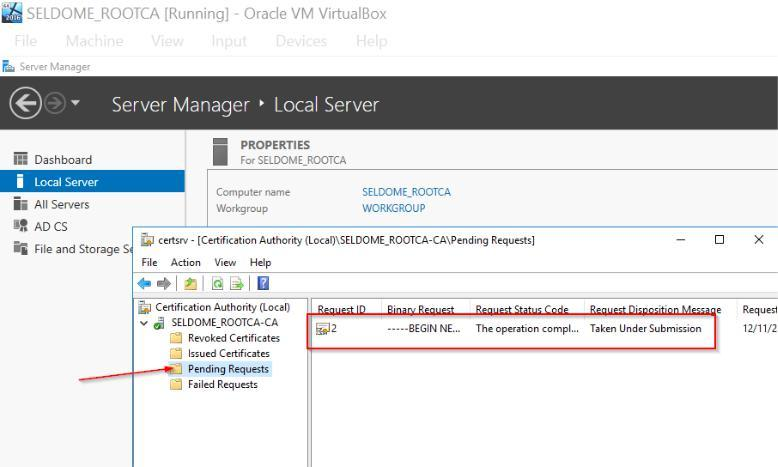 SELDOME_ROOTCA [Running] - Oracle VM VirtualBox
File Machine View Input Devices Help
Server Manager
Server Manager ‣ Local Server
Dashboard
Local Server
All Servers
AD CS
File and Storage Se
PROPERTIES
For SELDOME_ROOTCA
Computer name SELDOME_ROOTCA
Workgroup WORKGROUP
certsrv - [Certification Authority (Local)\SELDOME_ROOTCA-CA\Pending Requests]
File Action View Help
Certification Authority (Local)
SELDOME_ROOTCA-CA
Revoked Certificates
Issued Certificates
Pending Requests
Failed Requests
Request ID Binary Request Request Status Code Request Disposition Message Request
2 -----BEGIN NE... The operation compl... Taken Under Submission 12/11/2